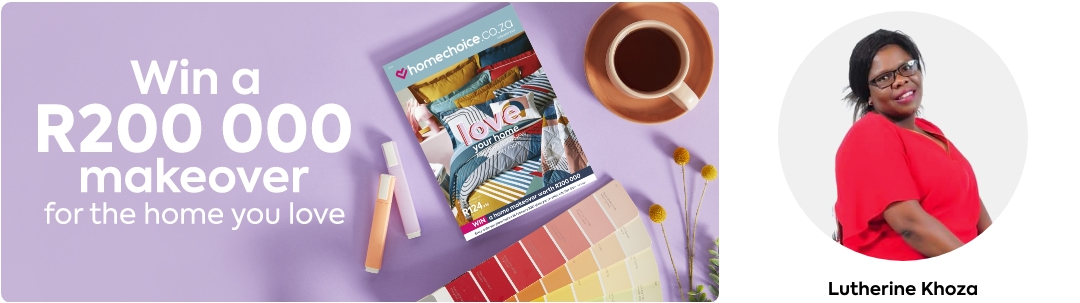 Win a
R200 000
makeover
for the home you love
homechoice.co.za
love
your home
R174
WIN a home makeover worth R200 000
Lutherine Khoza